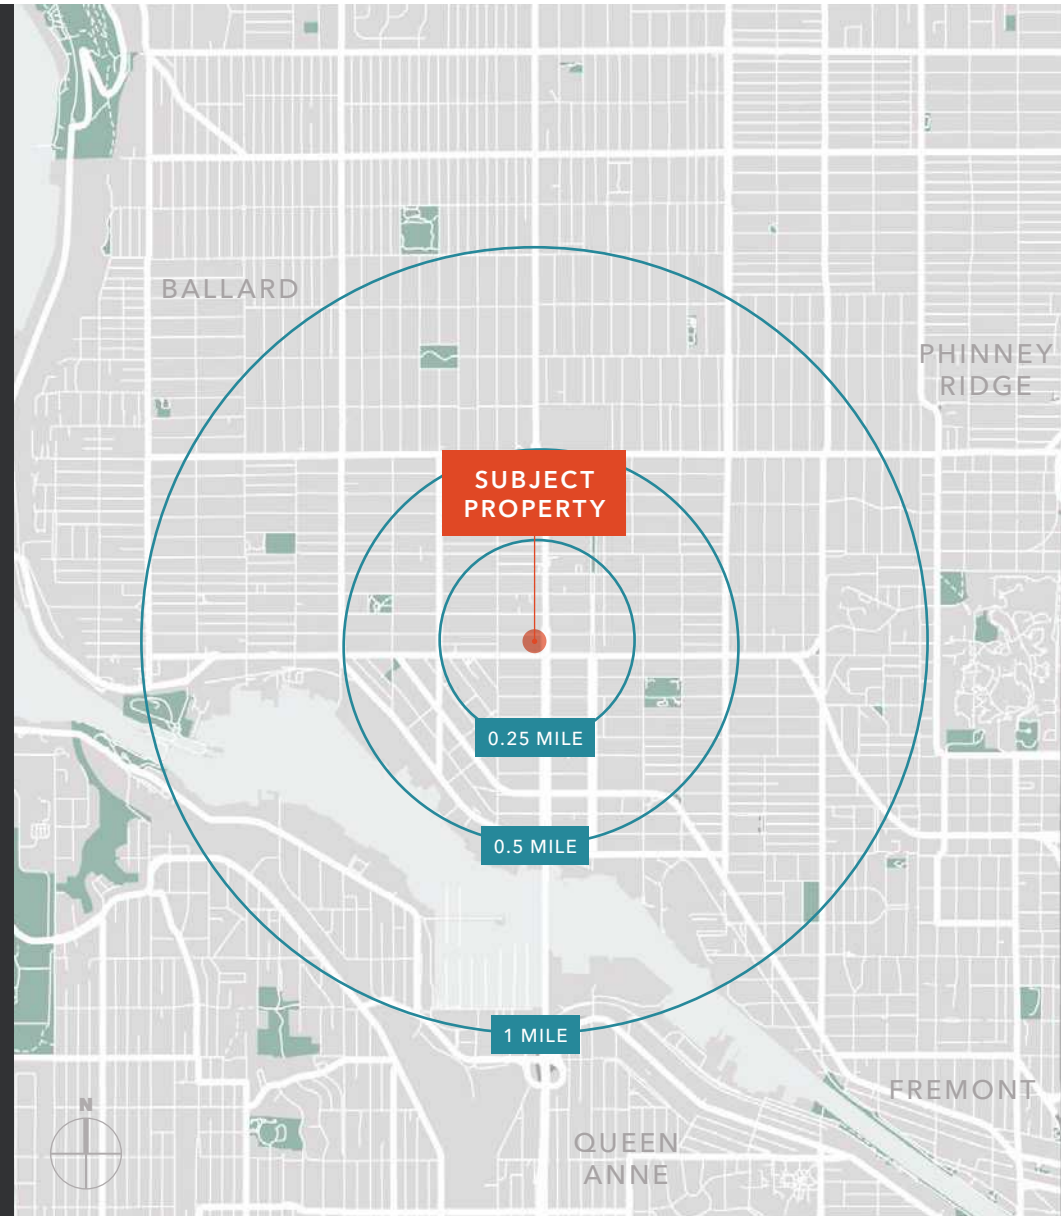 BALLARD
PHINNEY
RIDGE
SUBJECT
PROPERTY
0.25 MILE
0.5 MILE
1 MILE
FREMONT
N
QUEEN
ANNE